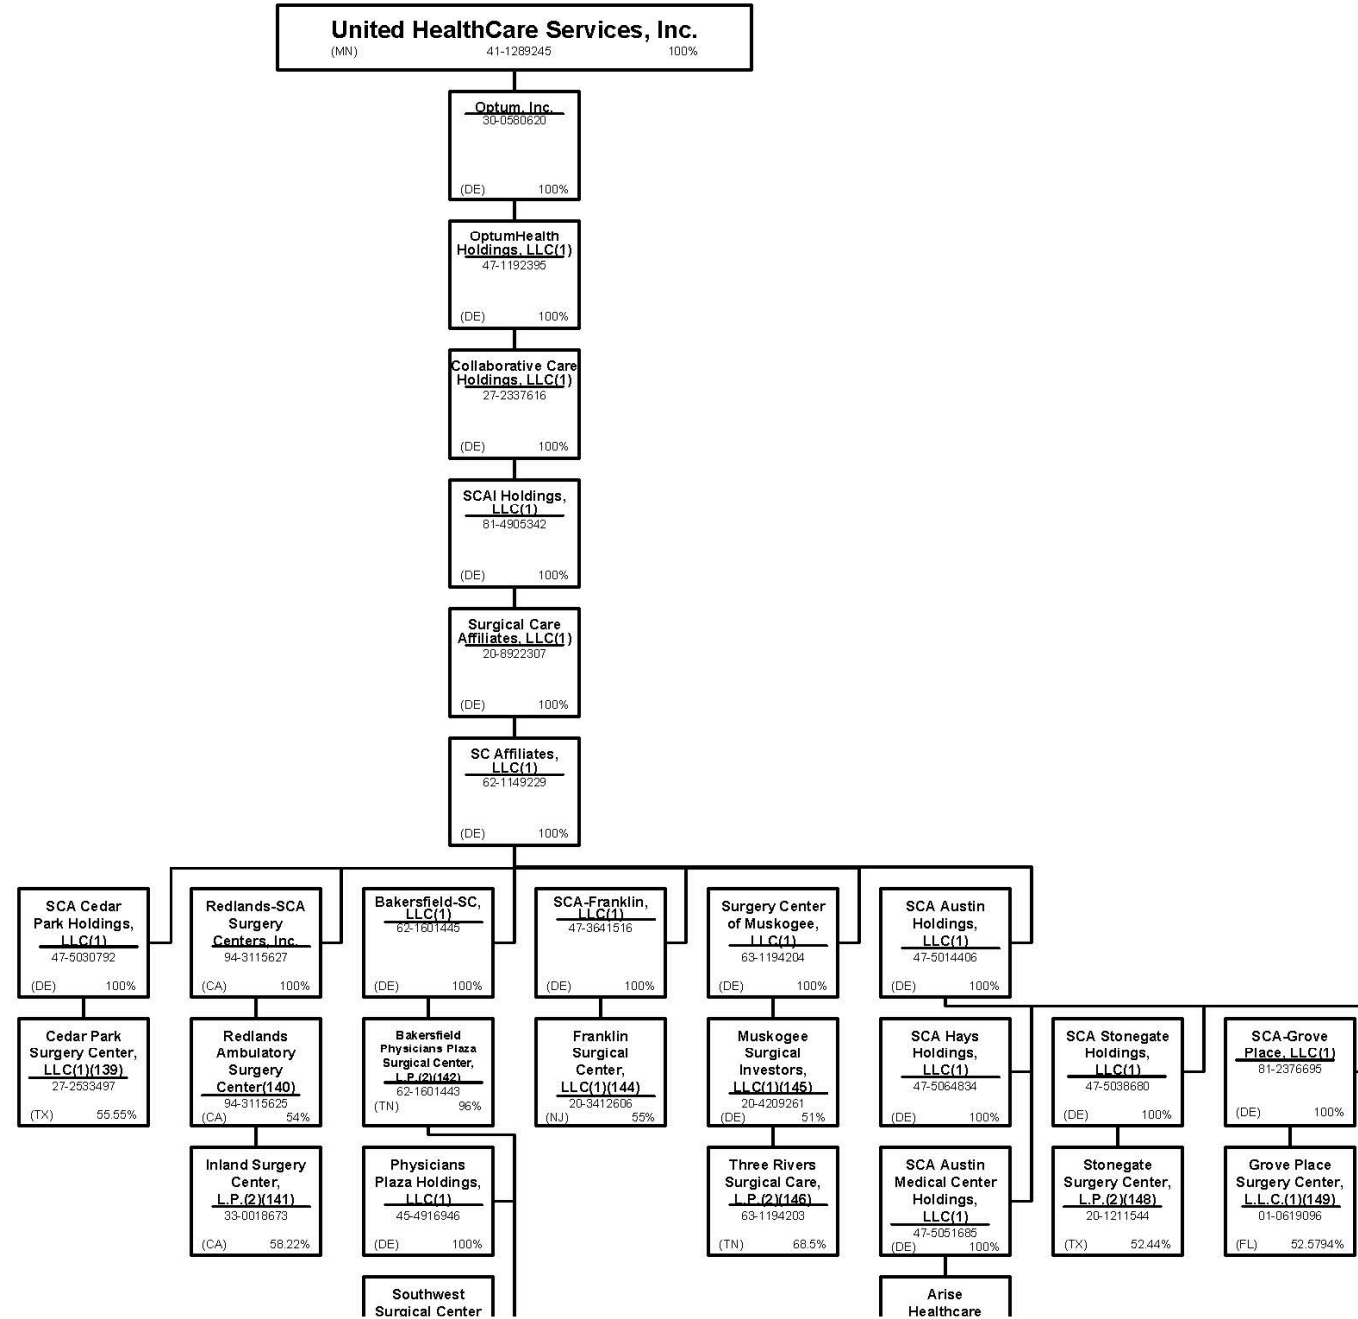 United HealthCare Services, Inc.
(MN) 41-1289245 100%
Optum, Inc.
30-0580620
(DE) 100%
OptumHealth
Holdings, LLC(1)
47-1192395
(DE) 100%
Collaborative Care
Holdings, LLC(1)
27-2337616
(DE) 100%
SCAI Holdings,
LLC(1)
81-4905342
(DE) 100%
Surgical Care
Affiliates, LLC(1)
20-8922307
(DE) 100%
SC Affiliates,
LLC(1)
62-1149229
(DE) 100%
SCA Cedar
Park Holdings,
LLC(1)
47-5030792
(DE) 100%
Redlands-SCA
Surgery
Centers, Inc.
94-3115627
(CA) 100%
Bakersfield-SC,
LLC(1)
62-1601445
(DE) 100%
SCA-Franklin,
LLC(1)
47-3641516
(DE) 100%
Surgery Center
of Muskogee,
LLC(1)
63-1194204
(DE) 100%
SCA Austin
Holdings,
LLC(1)
47-5014406
(DE) 100%
Cedar Park
Surgery Center,
LLC(1)(139)
27-2533497
(TX) 55.55%
Redlands
Ambulatory
Surgery
Center(140)
94-3115625
(CA) 54%
Bakersfield
Physicians Plaza
Surgical Center,
L.P.(2)(142)
62-1601443
(TN) 96%
Franklin
Surgical
Center,
LLC(1)(144)
20-3412606
(NJ) 55%
Muskogee
Surgical
Investors,
LLC(1)(145)
20-4209261
(DE) 51%
SCA Hays
Holdings,
LLC(1)
47-5064834
(DE) 100%
SCA Stonegate
Holdings,
LLC(1)
47-5038680
(DE) 100%
SCA-Grove
Place, LLC(1)
81-2376695
(DE) 100%
Inland Surgery
Center,
L.P.(2)(141)
33-0018673
(CA) 58.22%
Physicians
Plaza Holdings,
LLC(1)
45-4916946
(DE) 100%
Three Rivers
Surgical Care,
L.P.(2)(146)
63-1194203
(TN) 68.5%
SCA Austin
Medical Center
Holdings,
LLC(1)
47-5051685
(DE) 100%
Stonegate
Surgery Center,
L.P.(2)(148)
20-1211544
(TX) 52.44%
Grove Place
Surgery Center,
L.L.C.(1)(149)
01-0619096
(FL) 52.5794%
Southwest
Surgical Center
Arise
Healthcare